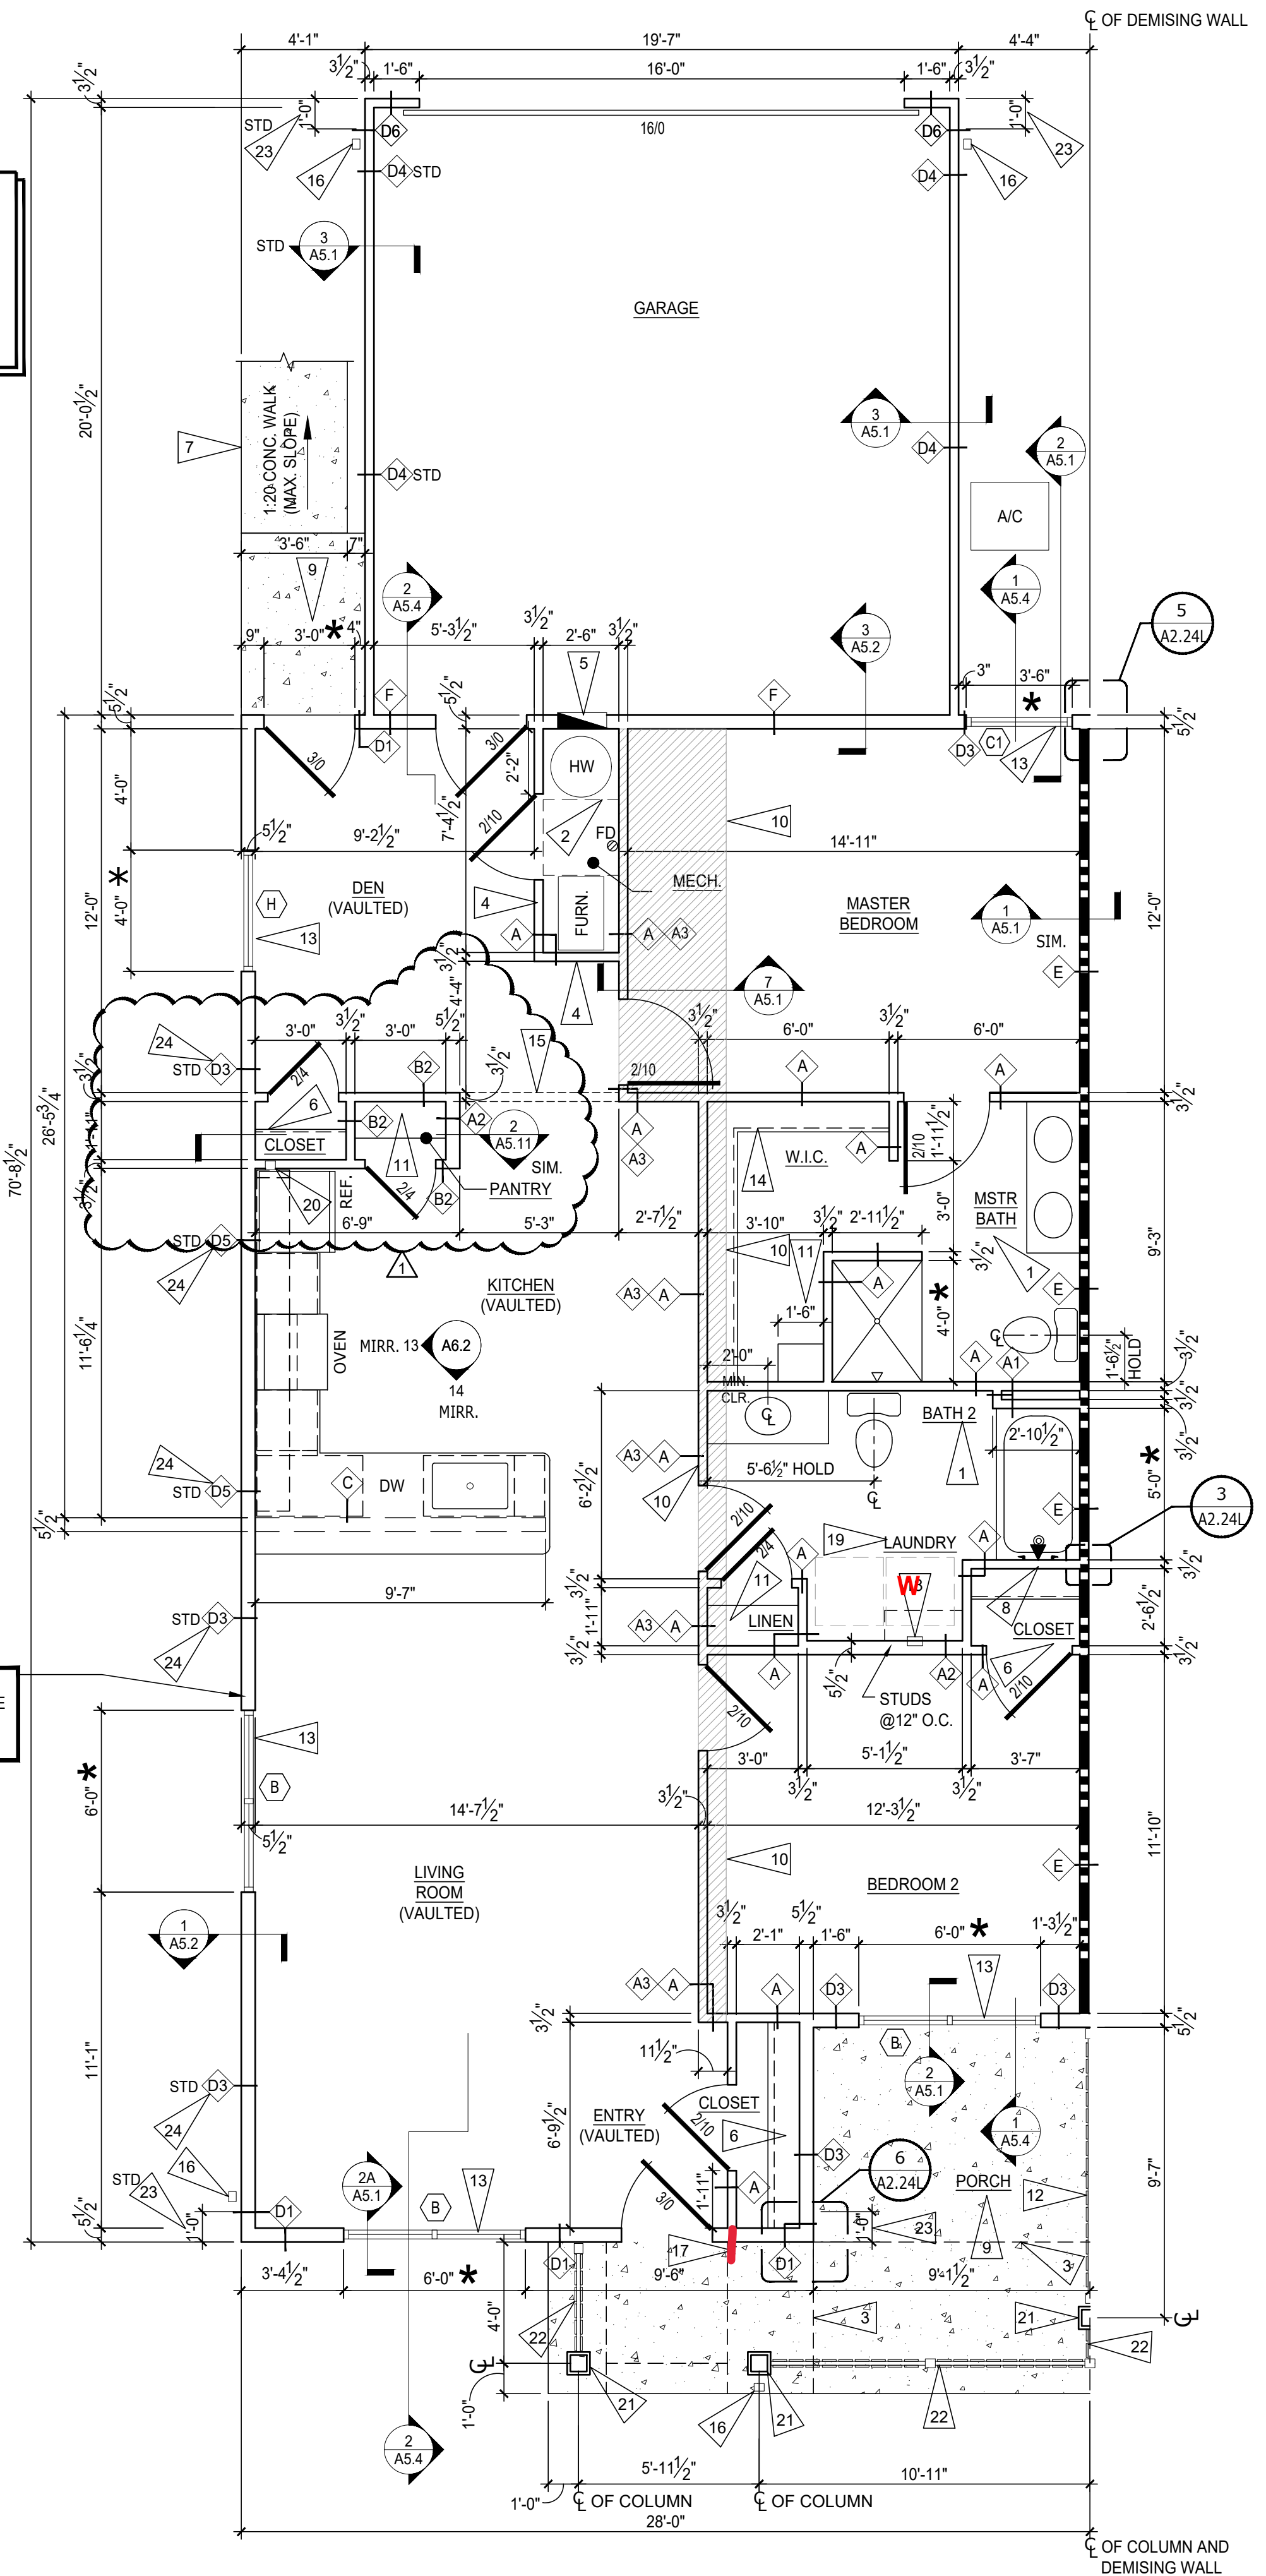 ℄ OF DEMISING WALL
4'-1" 19'-7" 4'-4"
3½" 1'-6" 16'-0" 1'-6" 3½"
3½"
1'-0" 1'-0"
STD 23 16 D6 16/0 D6 16 23
D4 STD D4
STD 3 A5.1
GARAGE
20'-0½"
7
1:20 CONC. WALK
(MAX. SLOPE)
D4 STD
3 A5.1
D4
2 A5.1
A/C
3'-6" 7"
9
2 A5.4
1 A5.4
3 A5.2
5 A2.24L
9" 3'-0" * 4" 5'-3½" 3½" 2'-6" 3½"
5
3" 3'-6" *
5½" F 5½" F 5½"
D1 D3 C1 13
3/0 3/0 2'-2" HW
4'-0"
5½" 9'-2½" 7'-4½" 2/10 2 FD 10 14'-11"
12'-0" 4'-0" *
H 13
DEN
(VAULTED)
4 FURN. MECH.
MASTER
BEDROOM
12'-0"
A A A3
1 A5.1 SIM.
E
3½" 4'-4" 4
7 A5.1
24 STD D3
3'-0" 3½" 3'-0" 5½" 15 3½" 6'-0" 3½" 6'-0"
2/4 B2 3½" 2/10 A A
3½" 3½"
6 CLOSET B2 A2
2 A5.11 SIM.
A A3
1'-11"
3½"
11 PANTRY
20 REF. 2/4 B2
W.I.C. 14 A 2/10 1'-11½"
3'-0"
MSTR
BATH
1
9'-3"
STD D5 24
6'-9" 5'-3" 2'-7½" 3'-10" 3½" 2'-11½"
3½"
1
KITCHEN
(VAULTED)
10 11 A E
A3 A
4'-0" *
26'-5¾"
70'-8½"
11'-6¼"
OVEN MIRR. 13 A6.2
14
MIRR.
1'-6"
2'-0"
MIN.
CLR.
℄
A A1
℄ 1'-6½" HOLD
3½"
3½"
3½"
BATH 2
1
2'-10½"
5'-6½" HOLD
℄
A3 A 10
6'-2½"
5'-0" *
24 STD D5 C DW
5½"
3 A2.24L
E
2/10 2/4 19 LAUNDRY A
A 11 W 3
3½" 3½"
8
9'-7"
1'-11"
A3 A LINEN
CLOSET 2'-6½"
STD D3 24
3½" 3½"
A 5½" A2 A 6 2/10
STUDS
@12" O.C.
2/10
13
3'-0" 5'-1½" 3'-7"
3½" 3½"
6'-0" *
B
14'-7½" 3½" 12'-3½"
5½"
11'-10"
LIVING
ROOM
(VAULTED)
10 BEDROOM 2 E
1 A5.2
3½" 2'-1" 5½" 1'-6" 6'-0" * 1'-3½"
A3 A A D3 13 D3
3½" 5½"
B
11½"
2 A5.1
11'-1"
STD D3 24
ENTRY
(VAULTED)
6'-9½"
CLOSET 6 2/10
1 A5.4
D3
6 A2.24L
PORCH
9'-7"
STD 23 16
2A A5.1
B 13
3/0 1'-11" A
12
5½" 1'-0" D1
1'-0" 23
9
3
17 D1 D1
3'-4½" 6'-0" * 9'-6" 9'-1½"
4'-0"
22 3 21 ℄
22
℄
1'-0"
21 16 21 22
2 A5.4
5'-11½" 10'-11"
1'-0" ℄ OF COLUMN ℄ OF COLUMN
28'-0"
℄ OF COLUMN AND
DEMISING WALL